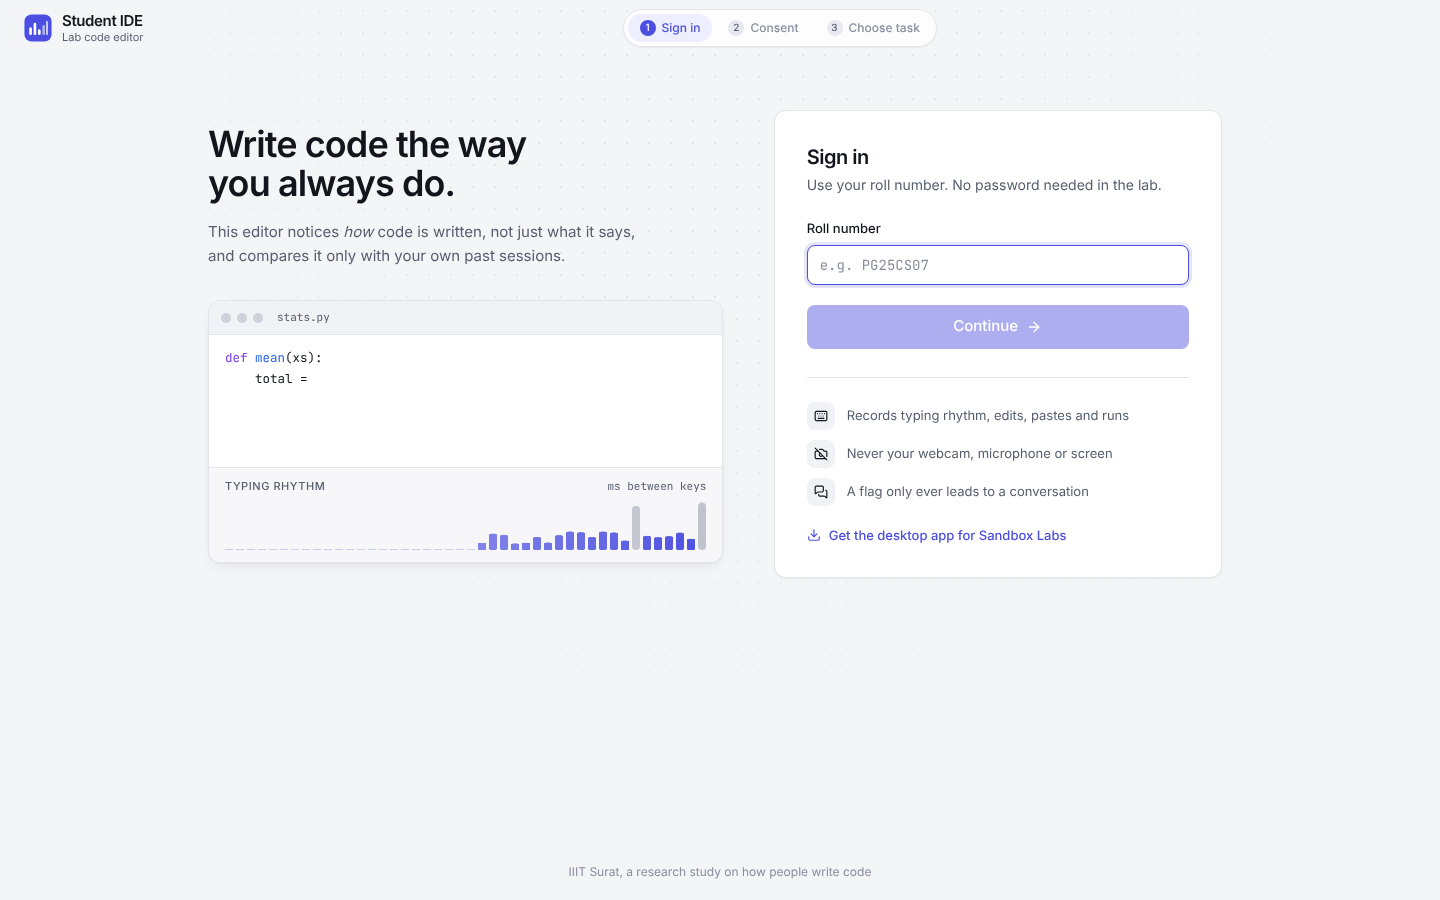 Student IDE
Lab code editor
1 Sign in
2 Consent
3 Choose task
Write code the way
you always do.
This editor notices how code is written, not just what it says,
and compares it only with your own past sessions.
stats.py
def mean(xs):
    total =
TYPING RHYTHM
ms between keys
Sign in
Use your roll number. No password needed in the lab.
Roll number
e.g. PG25CS07
Continue →
Records typing rhythm, edits, pastes and runs
Never your webcam, microphone or screen
A flag only ever leads to a conversation
Get the desktop app for Sandbox Labs
IIIT Surat, a research study on how people write code